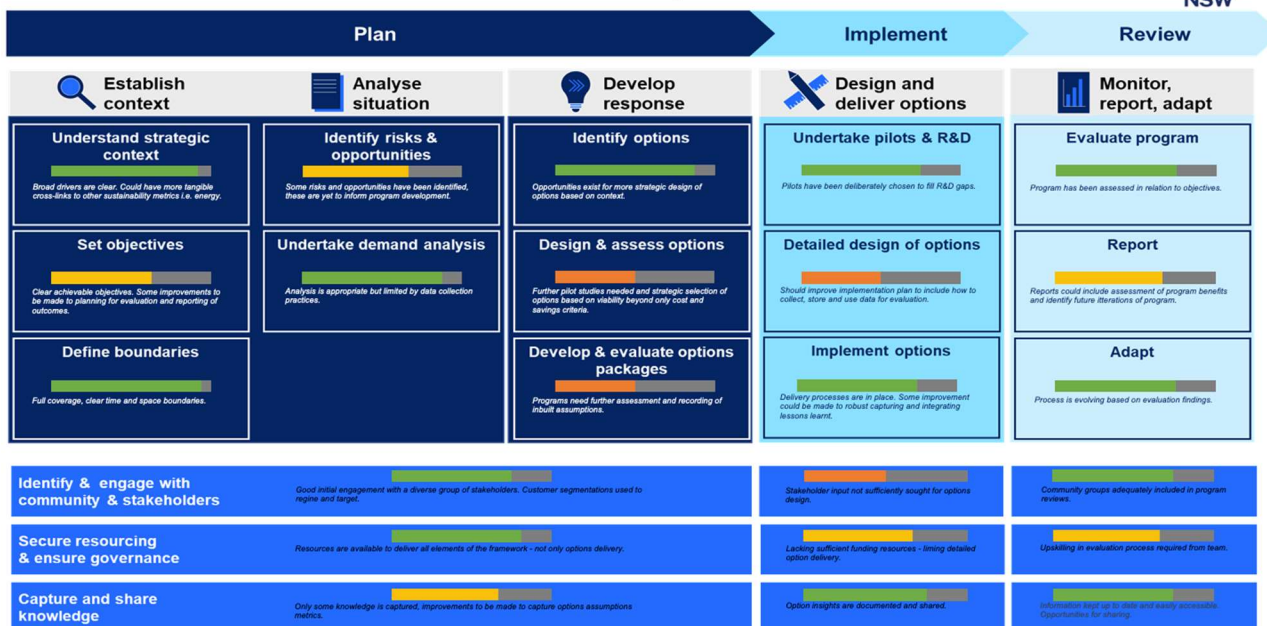 NSW
Plan
Implement
Review
Establish
context
Analyse
situation
Develop
response
Design and
deliver options
Monitor,
report, adapt
Understand strategic
context
Broad drivers are clear. Could have more tangible
cross-links to other sustainability metrics i.e. energy.
Identify risks &
opportunities
Some risks and opportunities have been identified,
these are yet to inform program development.
Identify options
Opportunities exist for more strategic design of
options based on context.
Undertake pilots & R&D
Pilots have been deliberately chosen to fill R&D gaps.
Evaluate program
Program has been assessed in relation to objectives.
Set objectives
Clear achievable objectives. Some improvements to
be made to planning for evaluation and reporting of
outcomes.
Undertake demand analysis
Analysis is appropriate but limited by data collection
practices.
Design & assess options
Further pilot studies needed and strategic selection of
options based on viability beyond only cost and
savings criteria.
Detailed design of options
Should improve implementation plan to include how to
collect, store and use data for evaluation.
Report
Reports could include assessment of program benefits
and identify future itterations of program.
Define boundaries
Full coverage, clear time and space boundaries.
Develop & evaluate options
packages
Programs need further assessment and recording of
inbuilt assumptions.
Implement options
Delivery processes are in place. Some improvement
could be made to robust capturing and integrating
lessons learnt.
Adapt
Process is evolving based on evaluation findings.
Identify & engage with
community & stakeholders
Good initial engagement with a diverse group of stakeholders. Customer segmentations used to
regine and target.
Stakeholder input not sufficiently sought for options
design.
Community groups adequately included in program
reviews.
Secure resourcing
& ensure governance
Resources are available to deliver all elements of the framework - not only options delivery.
Lacking sufficient funding resources - liming detailed
option delivery.
Upskilling in evaluation process required from team.
Capture and share
knowledge
Only some knowledge is captured, improvements to be made to capture options assumptions
metrics.
Option insights are documented and shared.
Information kept up to date and easily accessible.
Opportunities for sharing.